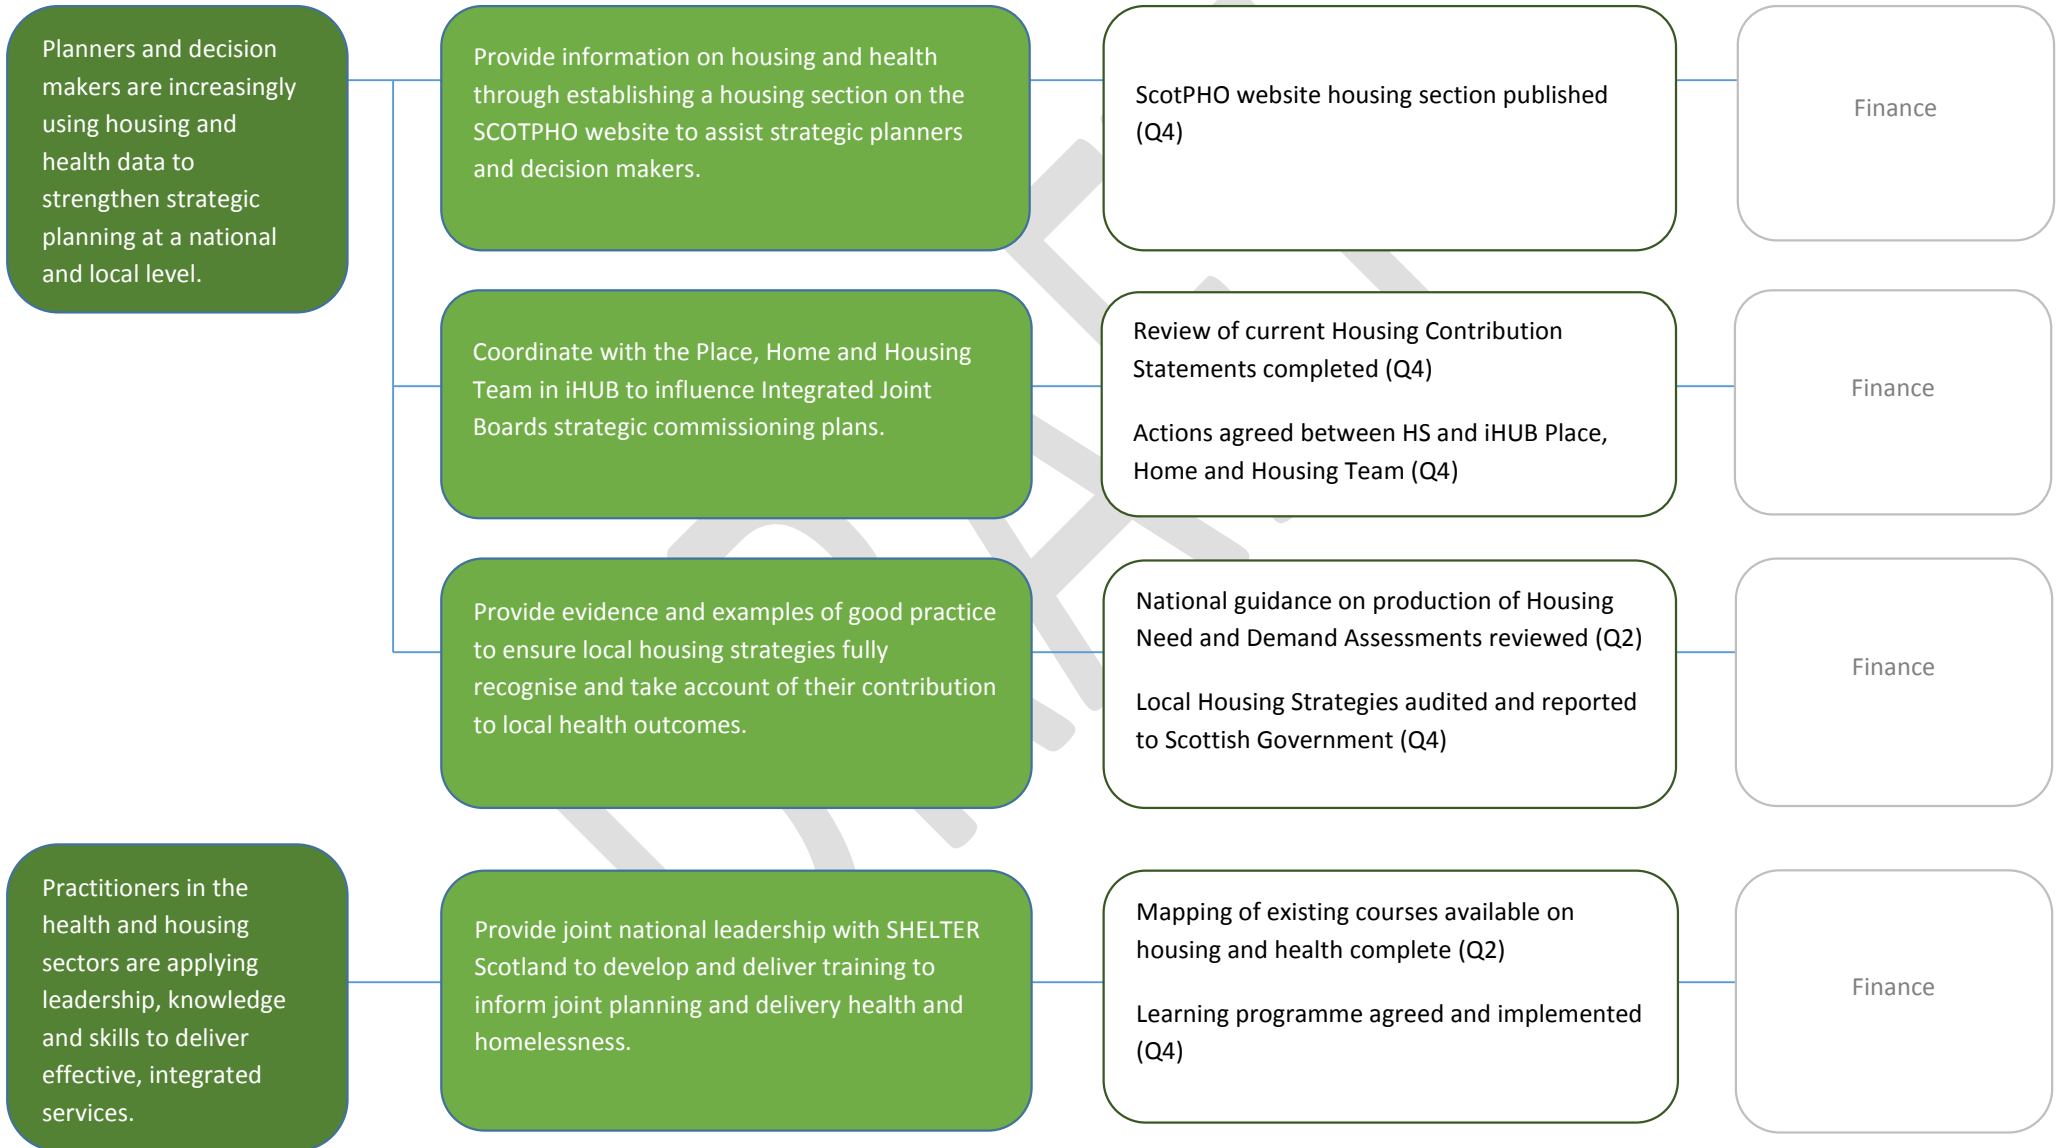 Planners and decision
makers are increasingly
using housing and
health data to
strengthen strategic
planning at a national
and local level.
Provide information on housing and health
through establishing a housing section on the
SCOTPHO website to assist strategic planners
and decision makers.
ScotPHO website housing section published
(Q4)
Finance
Coordinate with the Place, Home and Housing
Team in iHUB to influence Integrated Joint
Boards strategic commissioning plans.
Review of current Housing Contribution
Statements completed (Q4)
Actions agreed between HS and iHUB Place,
Home and Housing Team (Q4)
Finance
Provide evidence and examples of good practice
to ensure local housing strategies fully
recognise and take account of their contribution
to local health outcomes.
National guidance on production of Housing
Need and Demand Assessments reviewed (Q2)
Local Housing Strategies audited and reported
to Scottish Government (Q4)
Finance
Practitioners in the
health and housing
sectors are applying
leadership, knowledge
and skills to deliver
effective, integrated
services.
Provide joint national leadership with SHELTER
Scotland to develop and deliver training to
inform joint planning and delivery health and
homelessness.
Mapping of existing courses available on
housing and health complete (Q2)
Learning programme agreed and implemented
(Q4)
Finance
DRAFT